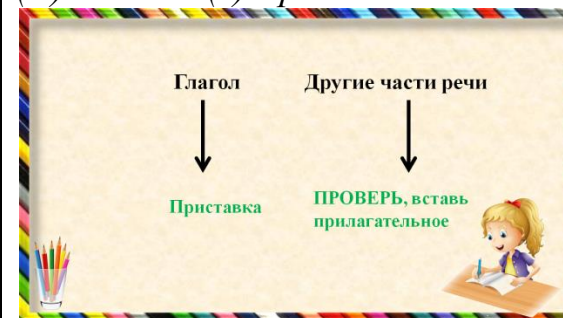 Глагол Другие части речи
Приставка
ПРОВЕРЬ, вставь
прилагательное